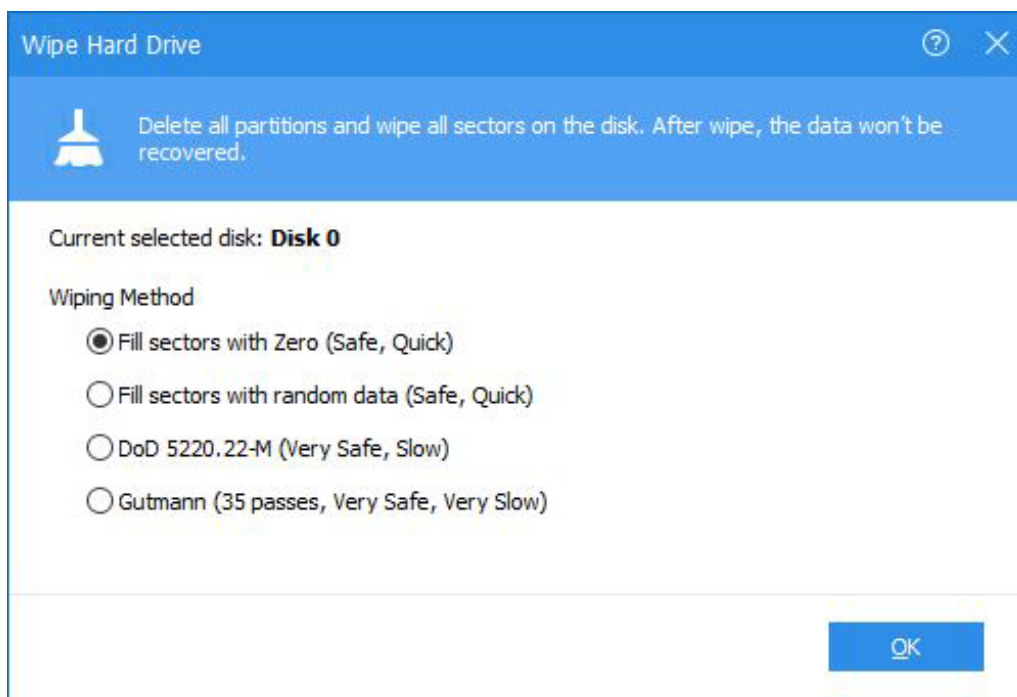 Wipe Hard Drive
Delete all partitions and wipe all sectors on the disk. After wipe, the data won't be
recovered.
Current selected disk: Disk 0
Wiping Method
Fill sectors with Zero (Safe, Quick)
Fill sectors with random data (Safe, Quick)
DoD 5220.22-M (Very Safe, Slow)
Gutmann (35 passes, Very Safe, Very Slow)
OK